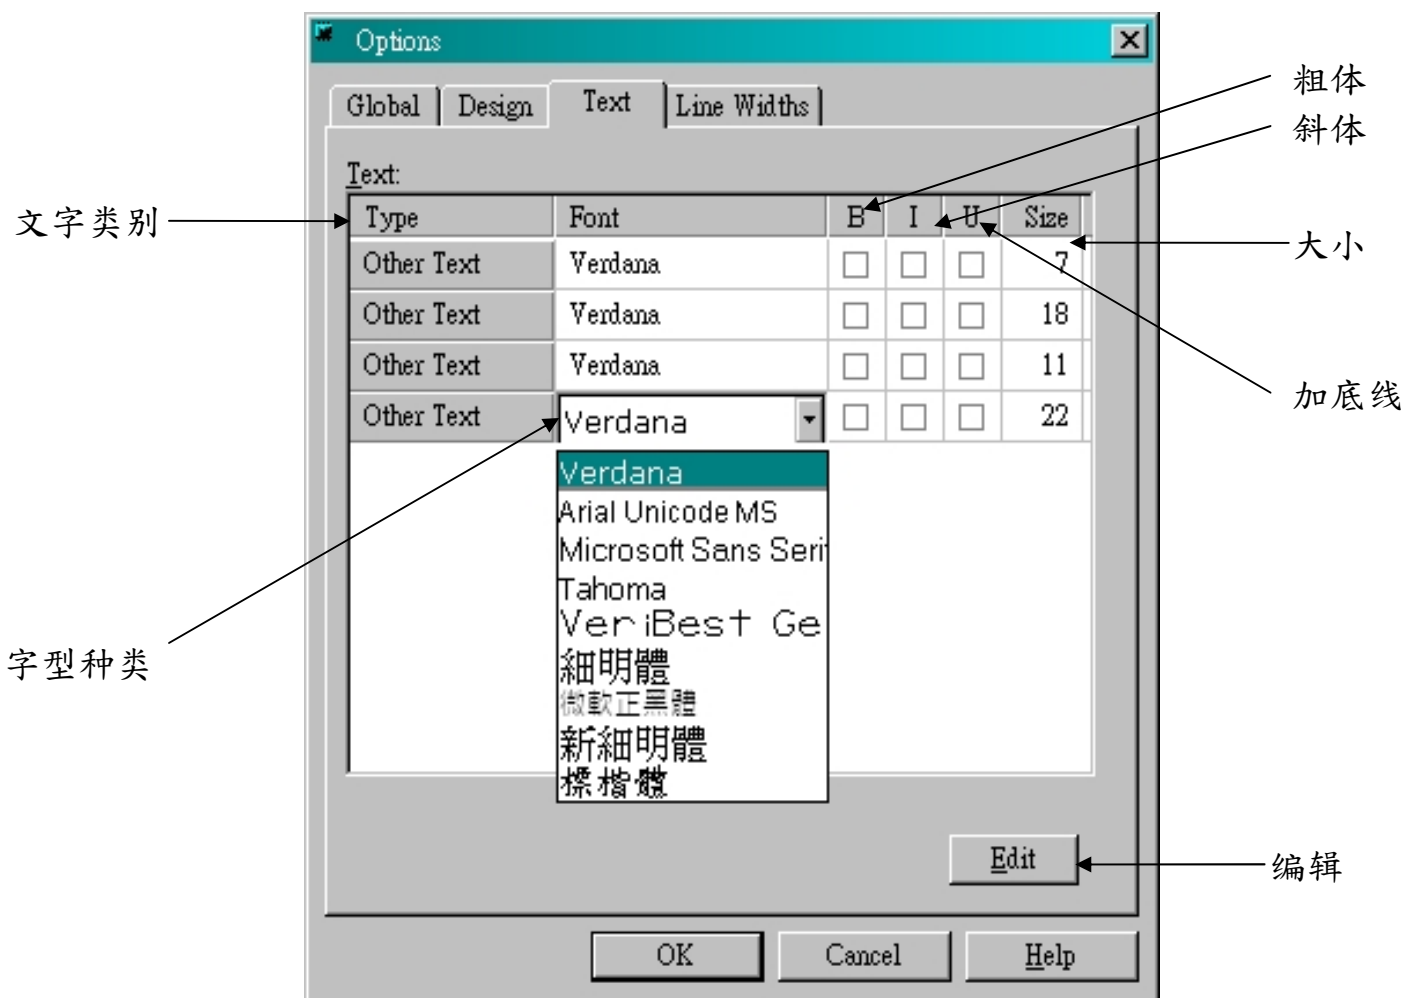 Options
粗体
Global Design Text Line Widths
斜体
Text:
文字类别
Type Font B I U Size
大小
Other Text Verdana 7
Other Text Verdana 18
Other Text Verdana 11
加底线
Other Text Verdana 22
Verdana
Arial Unicode MS
Microsoft Sans Serif
Tahoma
VeriBest Ge
字型种类
細明體
微軟正黑體
新細明體
標楷體
Edit
编辑
OK Cancel Help